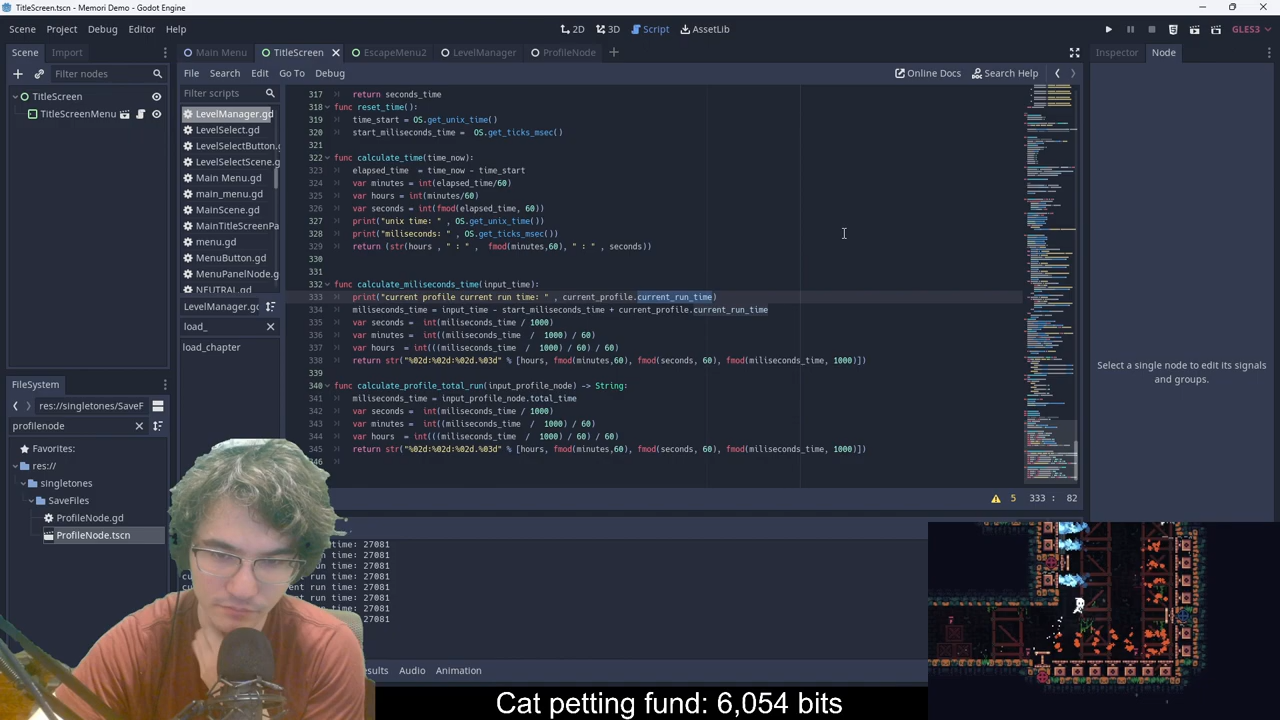 TitleScreen.tscn - Memori Demo - Godot Engine
Scene Project Debug Editor Help
2D 3D Script AssetLib
GLES3
Scene Import
Main Menu TitleScreen EscapeMenu2 LevelManager ProfileNode
Inspector Node
Filter nodes
File Search Edit Go To Debug
Online Docs Search Help
TitleScreen
TitleScreenMenu
Filter scripts
LevelManager.gd
LevelSelect.gd
LevelSelectButton.g
LevelSelectScene.g
Main Menu.gd
main_menu.gd
MainScene.gd
MainTitleScreenPa
menu.gd
MenuButton.gd
MenuPanelNode.g
NEUTRAL.gd
LevelManager.gd
load_
load_chapter
317 return seconds_time
318 func reset_time():
319 time_start = OS.get_unix_time()
320 start_miliseconds_time = OS.get_ticks_msec()
321
322 func calculate_time(time_now):
323 elapsed_time = time_now - time_start
324 var minutes = int(elapsed_time/60)
325 var hours = int(minutes/60)
326 var seconds = int(fmod(elapsed_time, 60))
327 print("unix time: " , OS.get_unix_time())
328 print("miliseconds: " , OS.get_ticks_msec())
329 return (str(hours , " : " , fmod(minutes,60), " : " , seconds))
330
331
332 func calculate_miliseconds_time(input_time):
333 print("current profile current run time: " , current_profile.current_run_time)
334 miliseconds_time = input_time - start_miliseconds_time + current_profile.current_run_time
335 var seconds = int(miliseconds_time / 1000)
336 var minutes = int((miliseconds_time / 1000) / 60)
337 var hours = int(((miliseconds_time / 1000) / 60) / 60)
338 return str("%02d:%02d:%02d.%03d" % [hours, fmod(minutes,60), fmod(seconds, 60), fmod(miliseconds_time, 1000)])
339
340 func calculate_profile_total_run(input_profile_node) -> String:
341 miliseconds_time = input_profile_node.total_time
342 var seconds = int(miliseconds_time / 1000)
343 var minutes = int((miliseconds_time / 1000) / 60)
344 var hours = int(((miliseconds_time / 1000) / 60) / 60)
345 return str("%02d:%02d:%02d.%03d" % [hours, fmod(minutes,60), fmod(seconds, 60), fmod(miliseconds_time, 1000)])
346
5 333 : 82
Select a single node to edit its signals
and groups.
FileSystem
res://singletones/SaveF
profilenode
Favorites:
res://
singletones
SaveFiles
ProfileNode.gd
ProfileNode.tscn
time: 27081
n time: 27081
run time: 27081
run time: 27081
ent run time: 27081
n time: 27081
time: 27081
time: 27081
Audio Animation
Cat petting fund: 6,054 bits